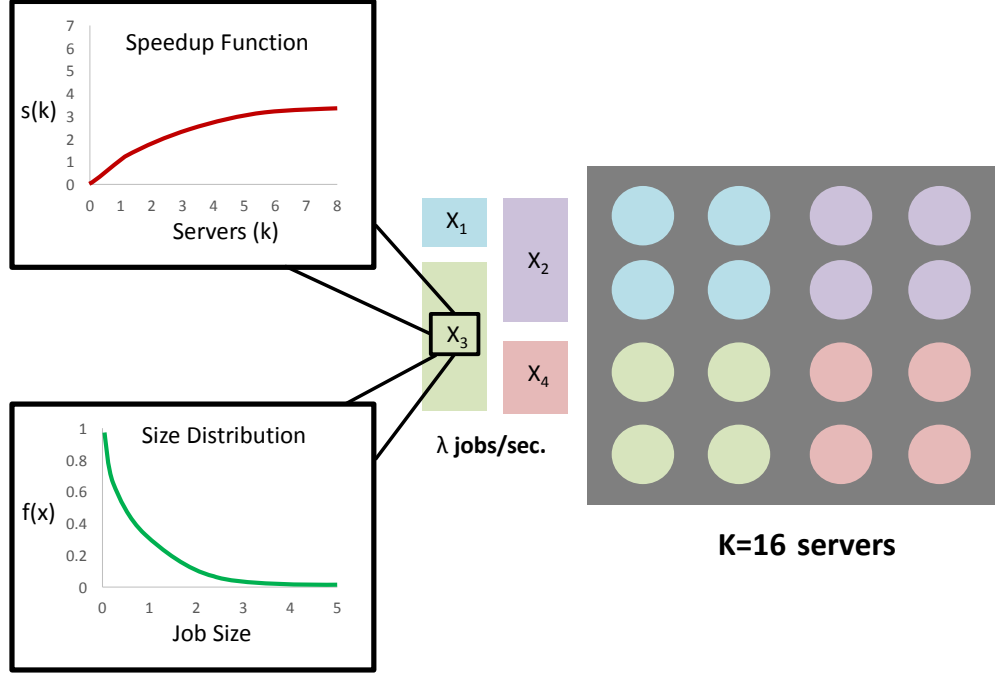 Speedup Function
7
6
5
4
3
2
1
0
s(k)
0 1 2 3 4 5 6 7 8
Servers (k)
X₁
X₂
X₃
X₄
λ jobs/sec.
Size Distribution
1
0.8
0.6
0.4
0.2
0
f(x)
0 1 2 3 4 5
Job Size
K=16 servers